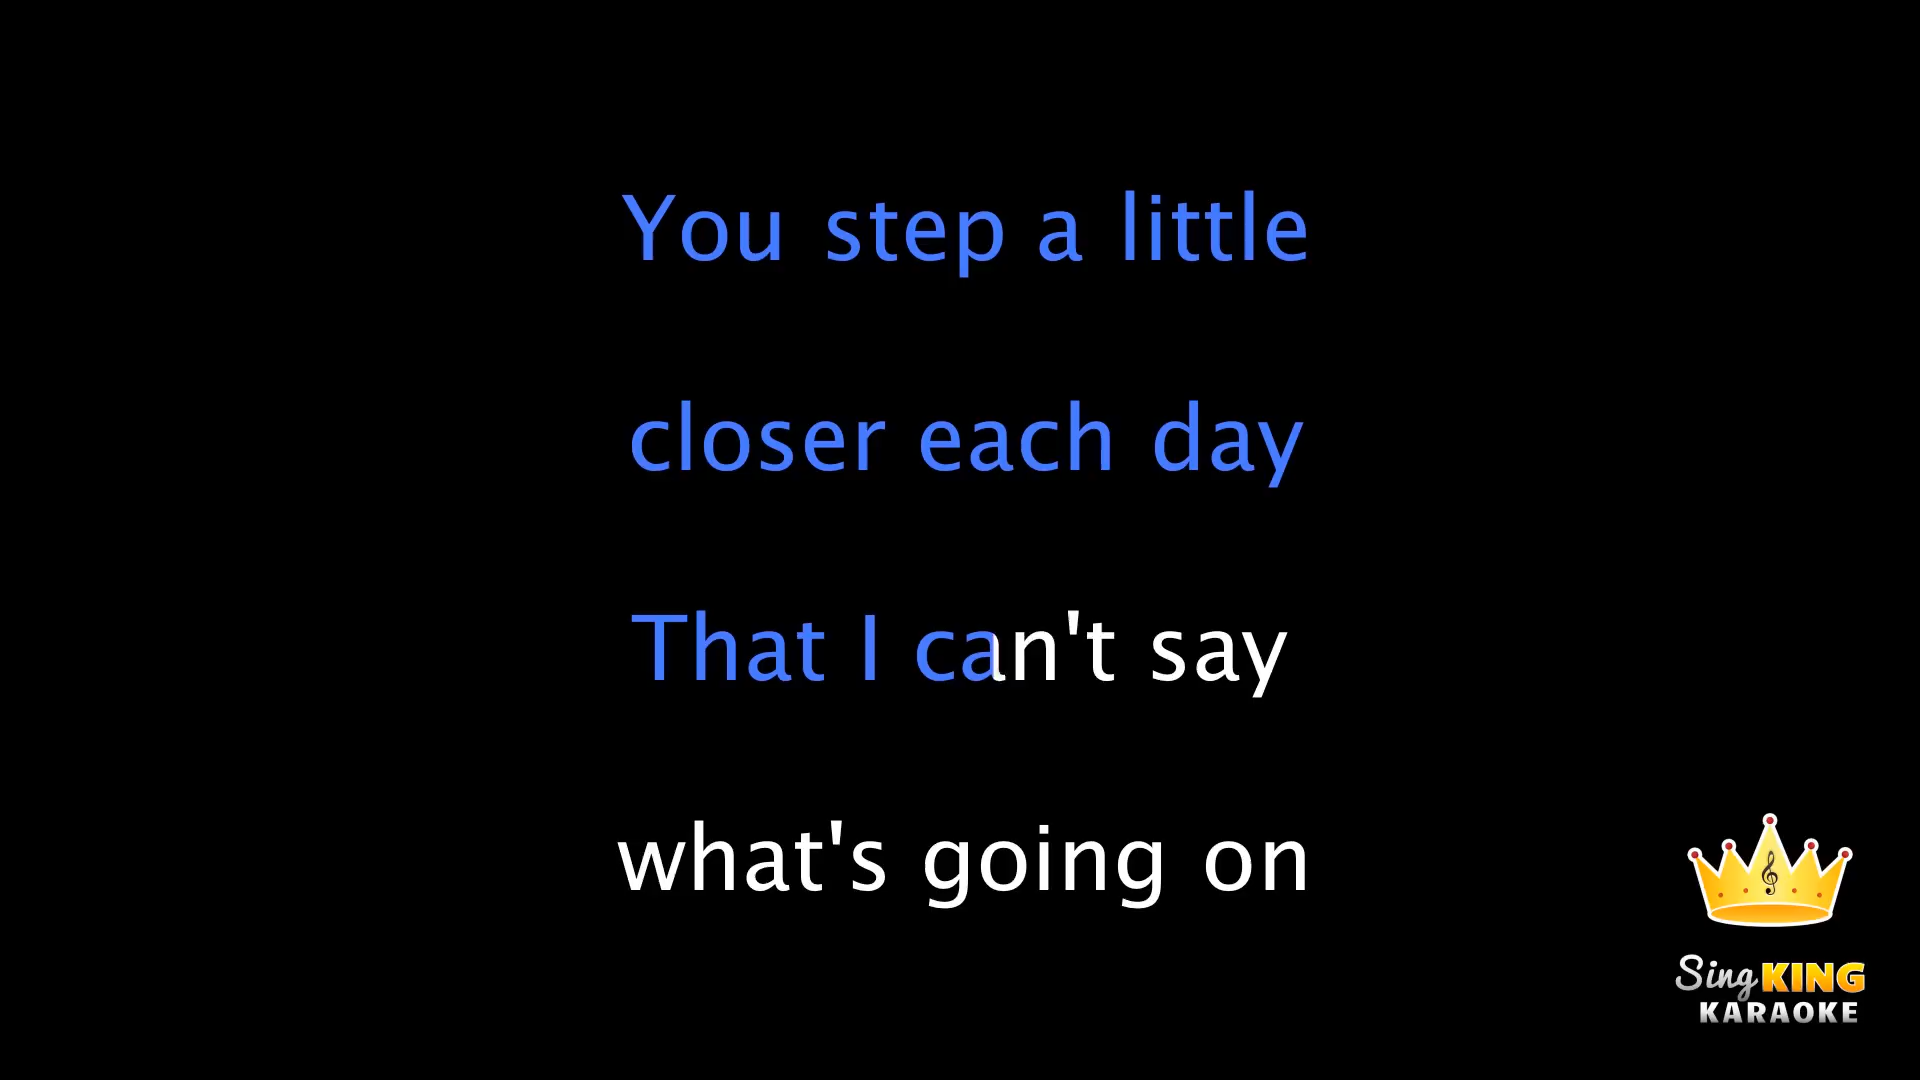 You step a little
closer each day
That I can't say
what's going on
Sing KING
KARAOKE